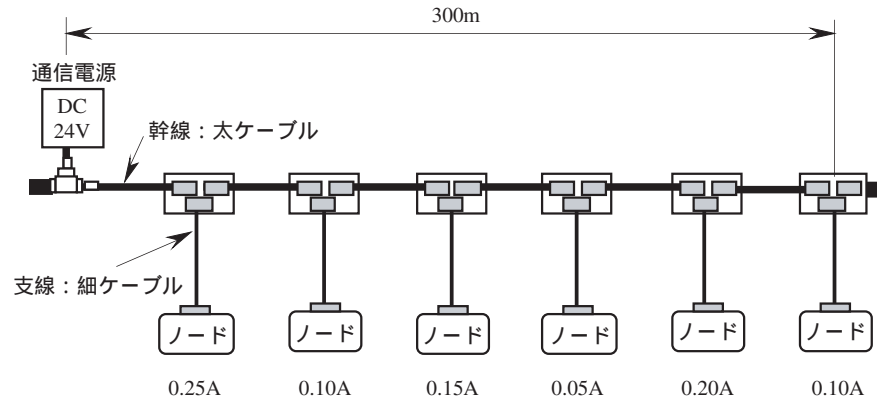 300m
通信電源
DC
24V
幹線：太ケーブル
支線：細ケーブル
ノード ノード ノード ノード ノード ノード
0.25A 0.10A 0.15A 0.05A 0.20A 0.10A